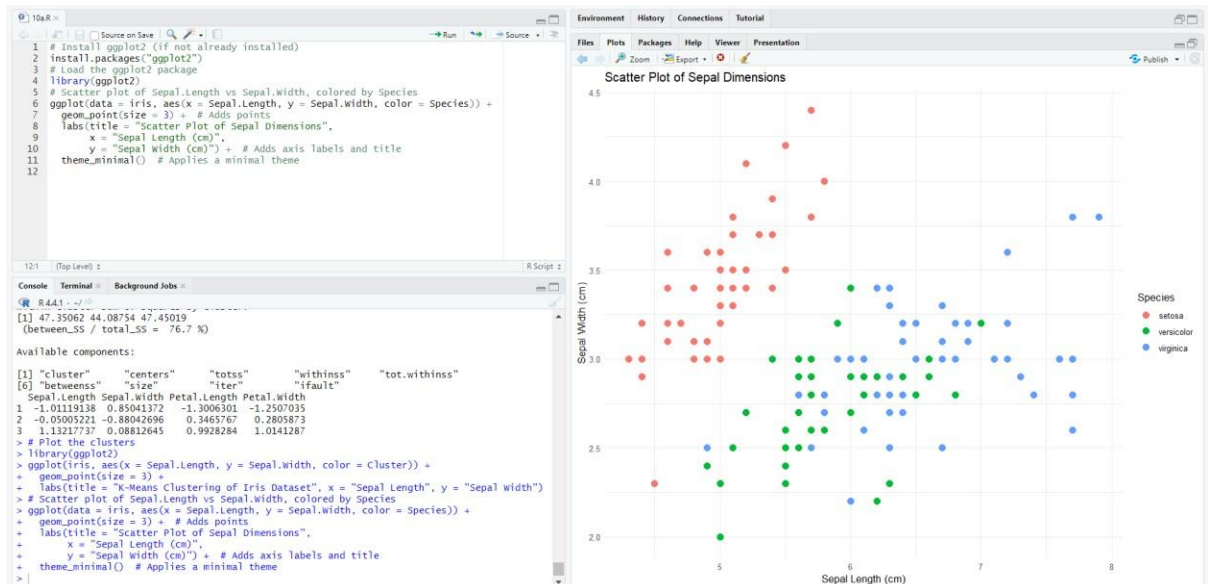 10a.R
Source on Save
Run
Source
1 # Install ggplot2 (if not already installed)
2 install.packages("ggplot2")
3 # Load the ggplot2 package
4 library(ggplot2)
5 # Scatter plot of Sepal.Length vs Sepal.Width, colored by Species
6 ggplot(data = iris, aes(x = Sepal.Length, y = Sepal.Width, color = Species)) +
7   geom_point(size = 3) + # Adds points
8   labs(title = "Scatter Plot of Sepal Dimensions",
9        x = "Sepal Length (cm)",
10        y = "Sepal Width (cm)") + # Adds axis labels and title
11   theme_minimal()  # Applies a minimal theme
12
12:1 (Top Level) R Script
Console Terminal Background Jobs
R 4.4.1 · ~/
[1] 47.35062 44.08754 47.45019
(between_SS / total_SS =  76.7 %)
Available components:
[1] "cluster" "centers" "totss" "withinss" "tot.withinss"
[6] "betweenss" "size" "iter" "ifault"
Sepal.Length Sepal.Width Petal.Length Petal.Width
1 -1.01119138 0.85041372 -1.3006301 -1.2507035
2 -0.05005221 -0.88042696 0.3465767 0.2805873
3 1.13217737 0.08812645 0.9928284 1.0141287
> # Plot the clusters
> library(ggplot2)
> ggplot(iris, aes(x = Sepal.Length, y = Sepal.Width, color = Cluster)) +
+   geom_point(size = 3) +
+   labs(title = "K-Means Clustering of Iris Dataset", x = "Sepal Length", y = "Sepal Width")
> # Scatter plot of Sepal.Length vs Sepal.Width, colored by Species
> ggplot(data = iris, aes(x = Sepal.Length, y = Sepal.Width, color = Species)) +
+   geom_point(size = 3) + # Adds points
+   labs(title = "Scatter Plot of Sepal Dimensions",
+        x = "Sepal Length (cm)",
+        y = "Sepal Width (cm)") + # Adds axis labels and title
+   theme_minimal()  # Applies a minimal theme
>
Environment History Connections Tutorial
Files Plots Packages Help Viewer Presentation
Zoom Export Publish
Scatter Plot of Sepal Dimensions
4.5
4.0
3.5
3.0
2.5
2.0
Sepal Width (cm)
5 6 7 8
Sepal Length (cm)
Species
setosa
versicolor
virginica